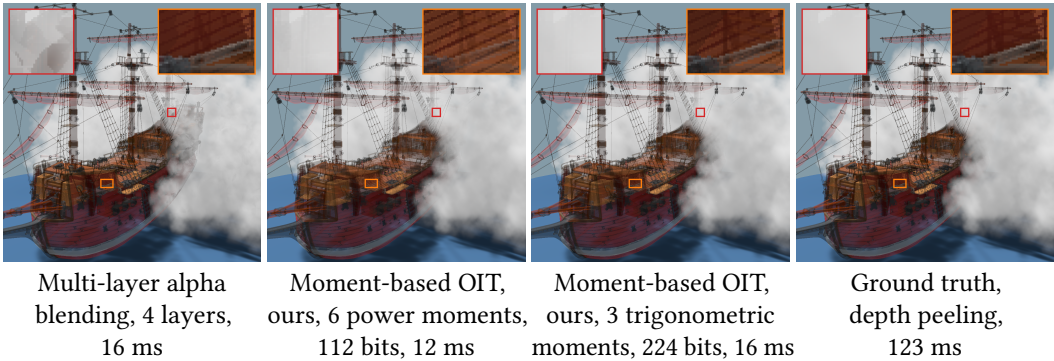 Multi-layer alpha
blending, 4 layers,
16 ms
Moment-based OIT,
ours, 6 power moments,
112 bits, 12 ms
Moment-based OIT,
ours, 3 trigonometric
moments, 224 bits, 16 ms
Ground truth,
depth peeling,
123 ms